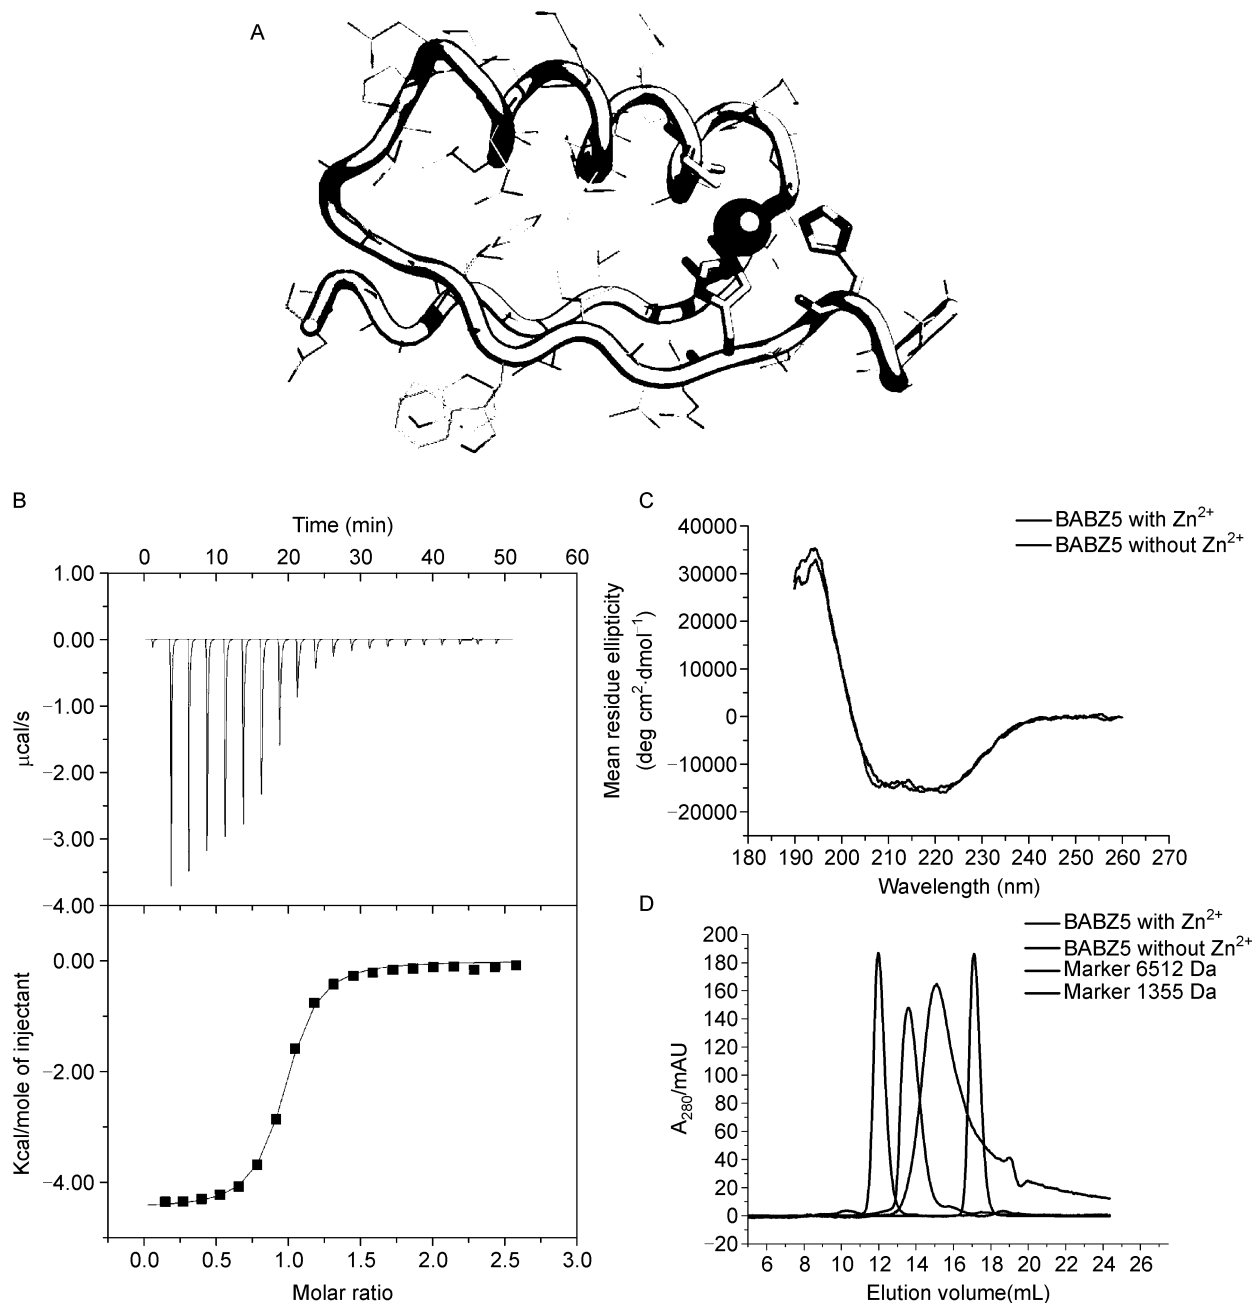 A
B
Time (min)
0 10 20 30 40 50 60
1.00
0.00
−1.00
−2.00
−3.00
−4.00
μcal/s
0.00
−2.00
−4.00
Kcal/mole of injectant
0.0 0.5 1.0 1.5 2.0 2.5 3.0
Molar ratio
C
BABZ5 with Zn²⁺
BABZ5 without Zn²⁺
40000
30000
20000
10000
0
−10000
−20000
Mean residue ellipticity
(deg cm²·dmol⁻¹)
180 190 200 210 220 230 240 250 260 270
Wavelength (nm)
D
BABZ5 with Zn²⁺
BABZ5 without Zn²⁺
Marker 6512 Da
Marker 1355 Da
200
180
160
140
120
100
80
60
40
20
0
−20
A₂₈₀/mAU
6 8 10 12 14 16 18 20 22 24 26
Elution volume(mL)